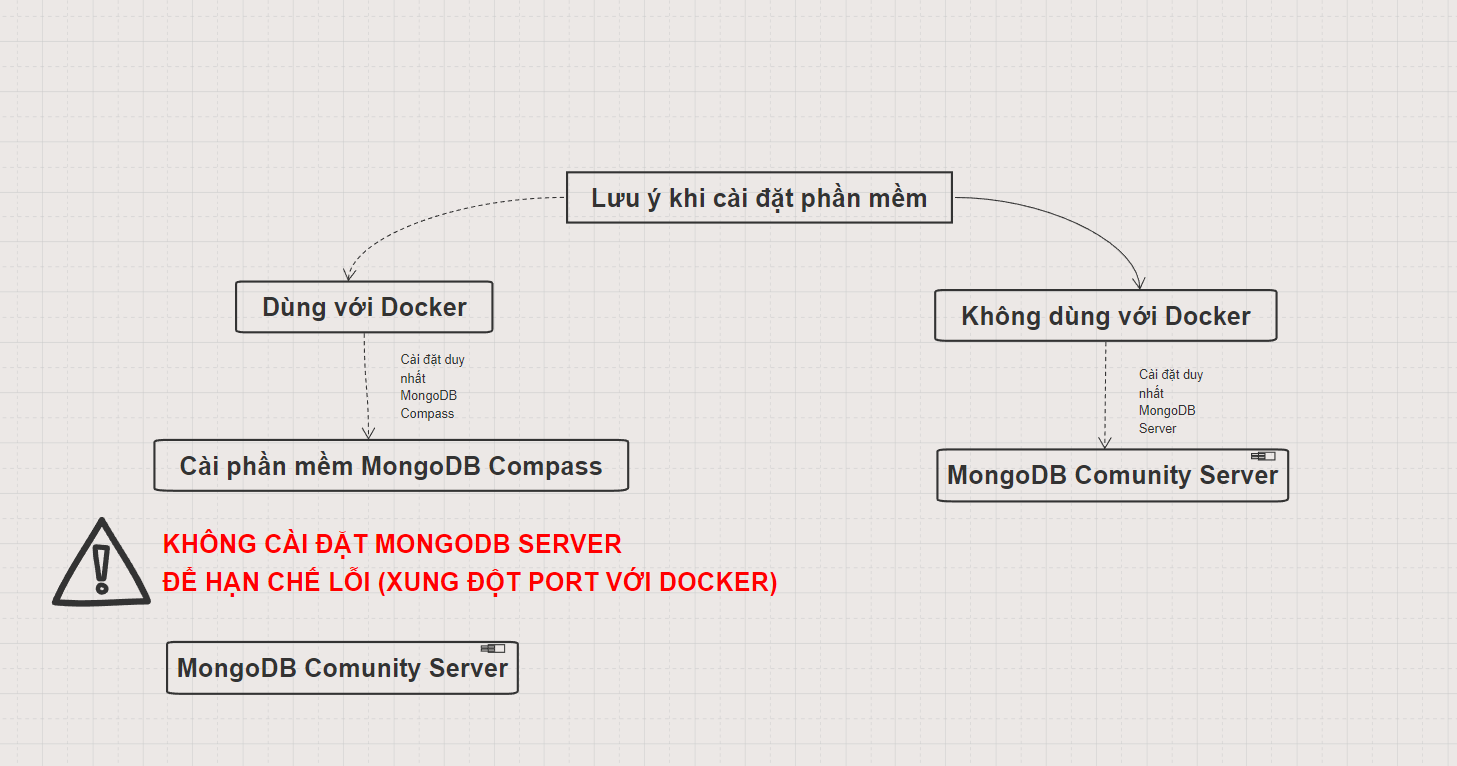 Lưu ý khi cài đặt phần mềm
Dùng với Docker
Không dùng với Docker
Cài đặt duy
nhất
MongoDB
Compass
Cài đặt duy
nhất
MongoDB
Server
Cài phần mềm MongoDB Compass
MongoDB Comunity Server
KHÔNG CÀI ĐẶT MONGODB SERVER
ĐỂ HẠN CHẾ LỖI (XUNG ĐỘT PORT VỚI DOCKER)
MongoDB Comunity Server